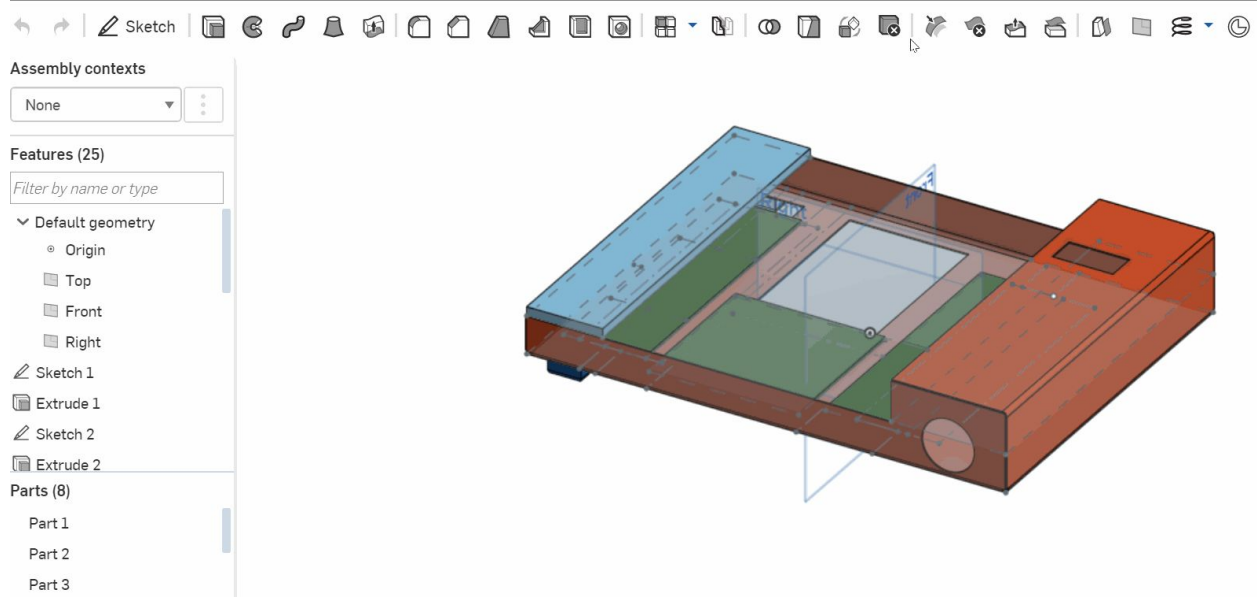 Sketch
Assembly contexts
None
Features (25)
Filter by name or type
Default geometry
Origin
Top
Front
Right
Sketch 1
Extrude 1
Sketch 2
Extrude 2
Parts (8)
Part 1
Part 2
Part 3
Front